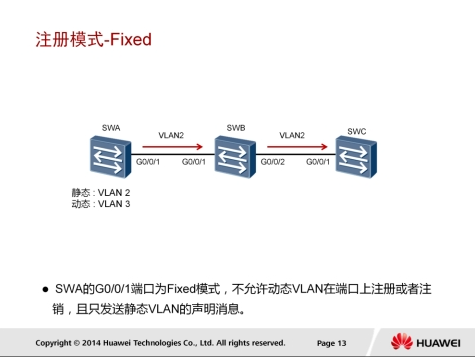 注册模式-Fixed
SWA
SWB
SWC
VLAN2
VLAN2
G0/0/1
G0/0/1
G0/0/2
G0/0/1
静态 : VLAN 2
动态 : VLAN 3
● SWA的G0/0/1端口为Fixed模式，不允许动态VLAN在端口上注册或者注
销，且只发送静态VLAN的声明消息。
Copyright © 2014 Huawei Technologies Co., Ltd. All rights reserved.
Page 13
HUAWEI